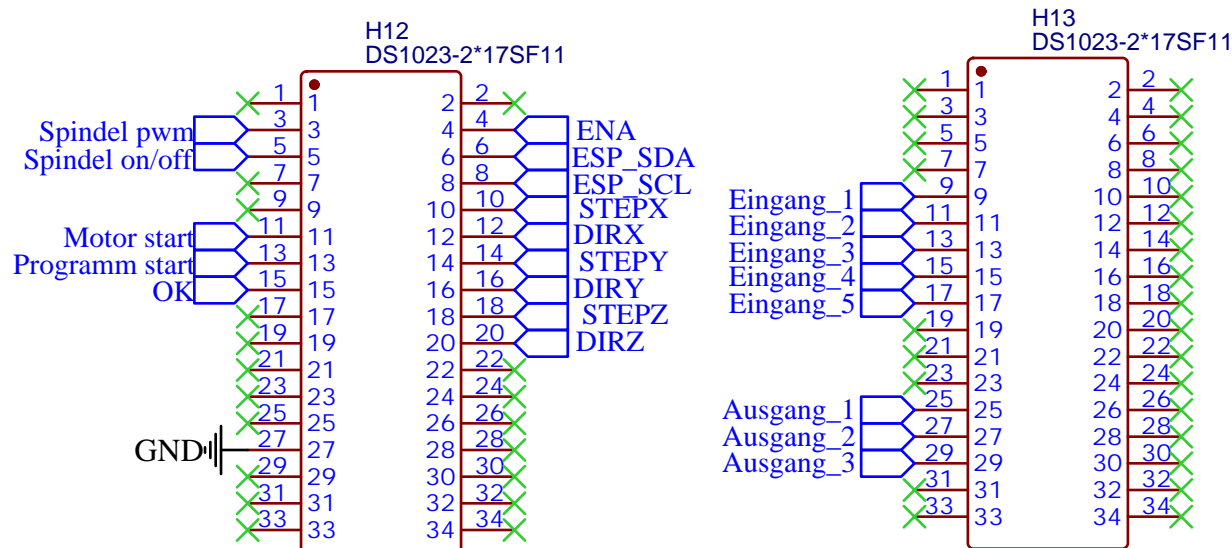 H12
DS1023-2*17SF11
1 1 2 2
Spindel pwm 3 3 4 4 ENA
Spindel on/off 5 5 6 6 ESP_SDA
7 7 8 8 ESP_SCL
9 9 10 10 STEPX
Motor start 11 11 12 12 DIRX
Programm start 13 13 14 14 STEPY
OK 15 15 16 16 DIRY
17 17 18 18 STEPZ
19 19 20 20 DIRZ
21 21 22 22
23 23 24 24
25 25 26 26
GND 27 27 28 28
29 29 30 30
31 31 32 32
33 33 34 34
H13
DS1023-2*17SF11
1 1 2 2
3 3 4 4
5 5 6 6
7 7 8 8
Eingang_1 9 9 10 10
Eingang_2 11 11 12 12
Eingang_3 13 13 14 14
Eingang_4 15 15 16 16
Eingang_5 17 17 18 18
19 19 20 20
21 21 22 22
23 23 24 24
Ausgang_1 25 25 26 26
Ausgang_2 27 27 28 28
Ausgang_3 29 29 30 30
31 31 32 32
33 33 34 34